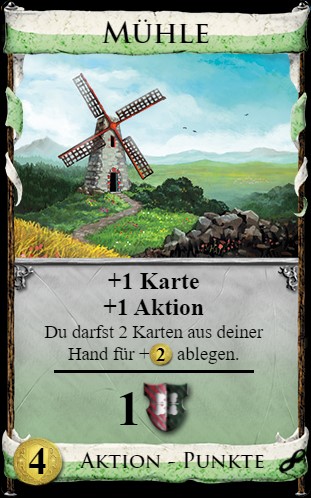 MÜHLE
+1 Karte
+1 Aktion
Du darfst 2 Karten aus deiner
Hand für +2 ablegen.
1
4 AKTION - PUNKTE